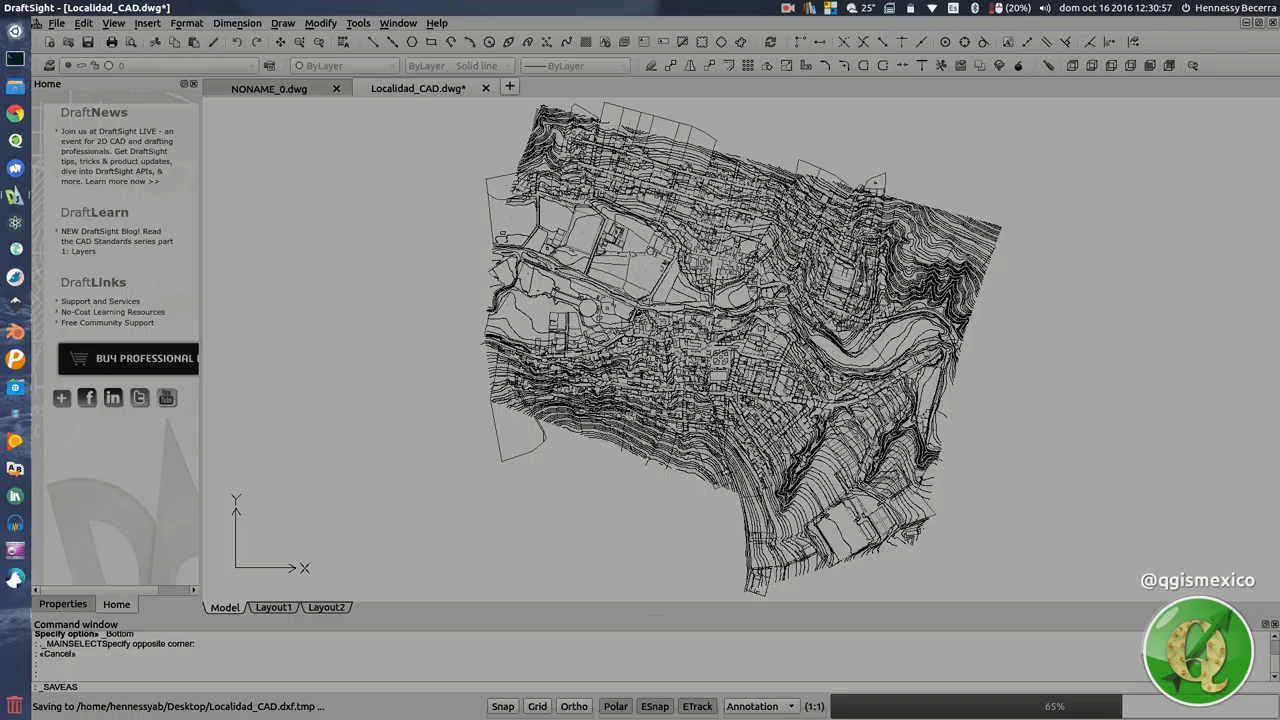 DraftSight - [Localidad_CAD.dwg*]
(20%)
25°
Es
dom oct 16 2016 12:30:57
Hennessy Becerra
File Edit View Insert Format Dimension Draw Modify Tools Window Help
0
ByLayer
ByLayer Solid line
ByLayer
Home
NONAME_0.dwg
Localidad_CAD.dwg*
DraftNews
Join us at DraftSight LIVE - an
event for 2D CAD and drafting
professionals. Get DraftSight
tips, tricks & product updates,
dive into DraftSight APIs, &
more. Learn more now >>
DraftLearn
NEW DraftSight Blog! Read
the CAD Standards series part
1: Layers
DraftLinks
Support and Services
No-Cost Learning Resources
Free Community Support
BUY PROFESSIONAL
Y
X
Properties
Home
Model Layout1 Layout2
@qgismexico
Command window
Specify option» _Bottom
: ._MAINSELECTSpecify opposite corner:
: «Cancel»
:
:
: _SAVEAS
Saving to /home/hennessyab/Desktop/Localidad_CAD.dxf.tmp ...
Snap Grid Ortho Polar ESnap ETrack Annotation (1:1)
65%